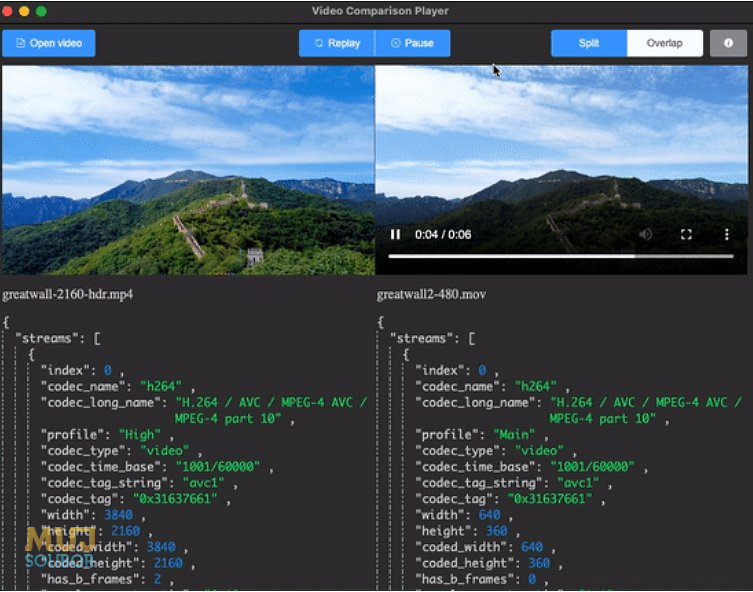 Video Comparison Player
Open video
Replay
Pause
Split
Overlap
0:04 / 0:06
greatwall-2160-hdr.mp4
{
"streams": [
{
"index": 0 ,
"codec_name": "h264" ,
"codec_long_name": "H.264 / AVC / MPEG-4 AVC /
MPEG-4 part 10" ,
"profile": "High" ,
"codec_type": "video" ,
"codec_time_base": "1001/60000" ,
"codec_tag_string": "avc1" ,
"codec_tag": "0x31637661" ,
"width": 3840 ,
"height": 2160 ,
"coded_width": 3840 ,
"coded_height": 2160 ,
"has_b_frames": 2 ,
greatwall2-480.mov
{
"streams": [
{
"index": 0 ,
"codec_name": "h264" ,
"codec_long_name": "H.264 / AVC / MPEG-4 AVC /
MPEG-4 part 10" ,
"profile": "Main" ,
"codec_type": "video" ,
"codec_time_base": "1001/60000" ,
"codec_tag_string": "avc1" ,
"codec_tag": "0x31637661" ,
"width": 640 ,
"height": 360 ,
"coded_width": 640 ,
"coded_height": 360 ,
"has_b_frames": 0 ,